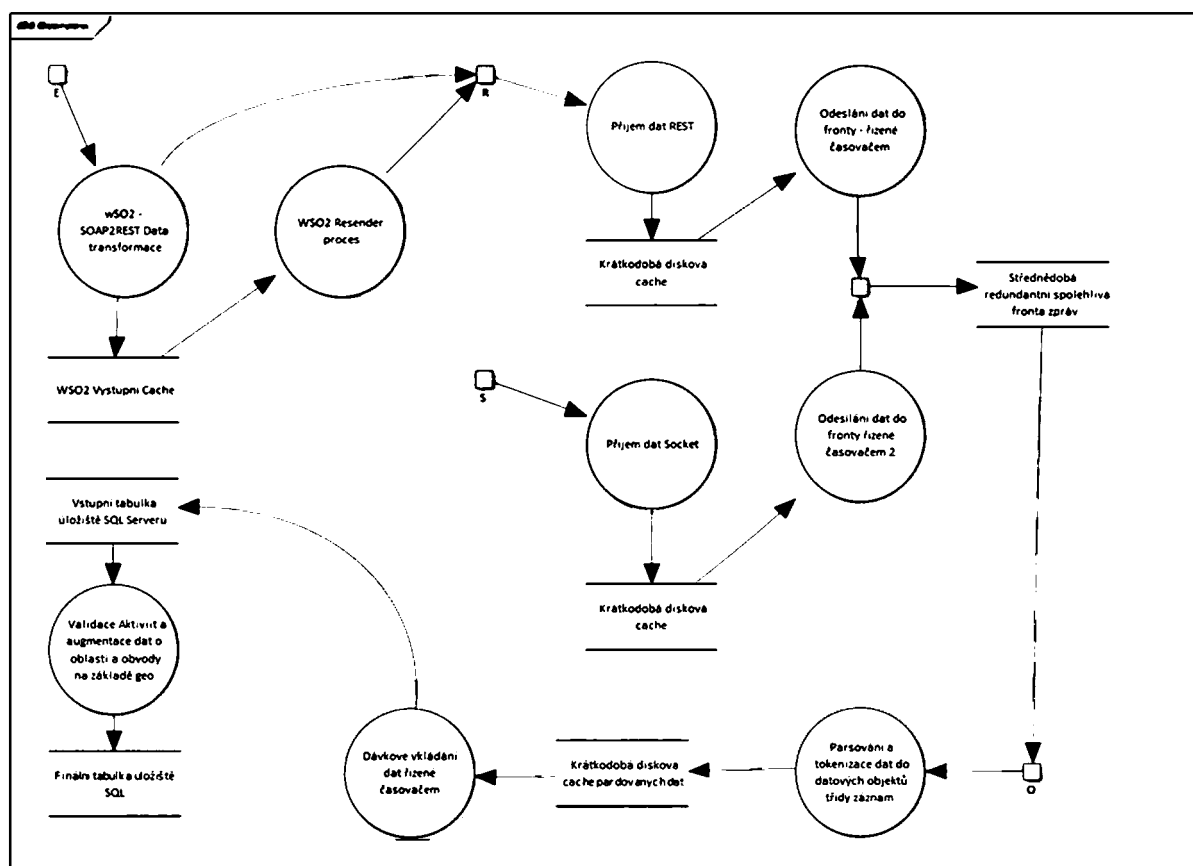 E
R
Příjem dat REST
Odeslání dat do
fronty - řízené
časovačem
wSO2 -
SOAP2REST Data
transformace
WSO2 Resender
proces
Krátkodobá disková
cache
Střednědobá
redundantní spolehlivá
fronta zpráv
WSO2 Vystupní Cache
S
Příjem dat Socket
Odesílání dat do
fronty řízené
časovačem 2
Vstupní tabulka
uložiště SQL Serveru
Krátkodobá disková
cache
Validace Aktivit a
augmentace dat o
oblasti a obvody
na základě geo
Finální tabulka uložiště
SQL
Dávkové vkládání
dat řízené
časovačem
Krátkodobá disková
cache pardovaných dat
Parsování a
tokenizace dat do
datových objektů
třídy záznam
O